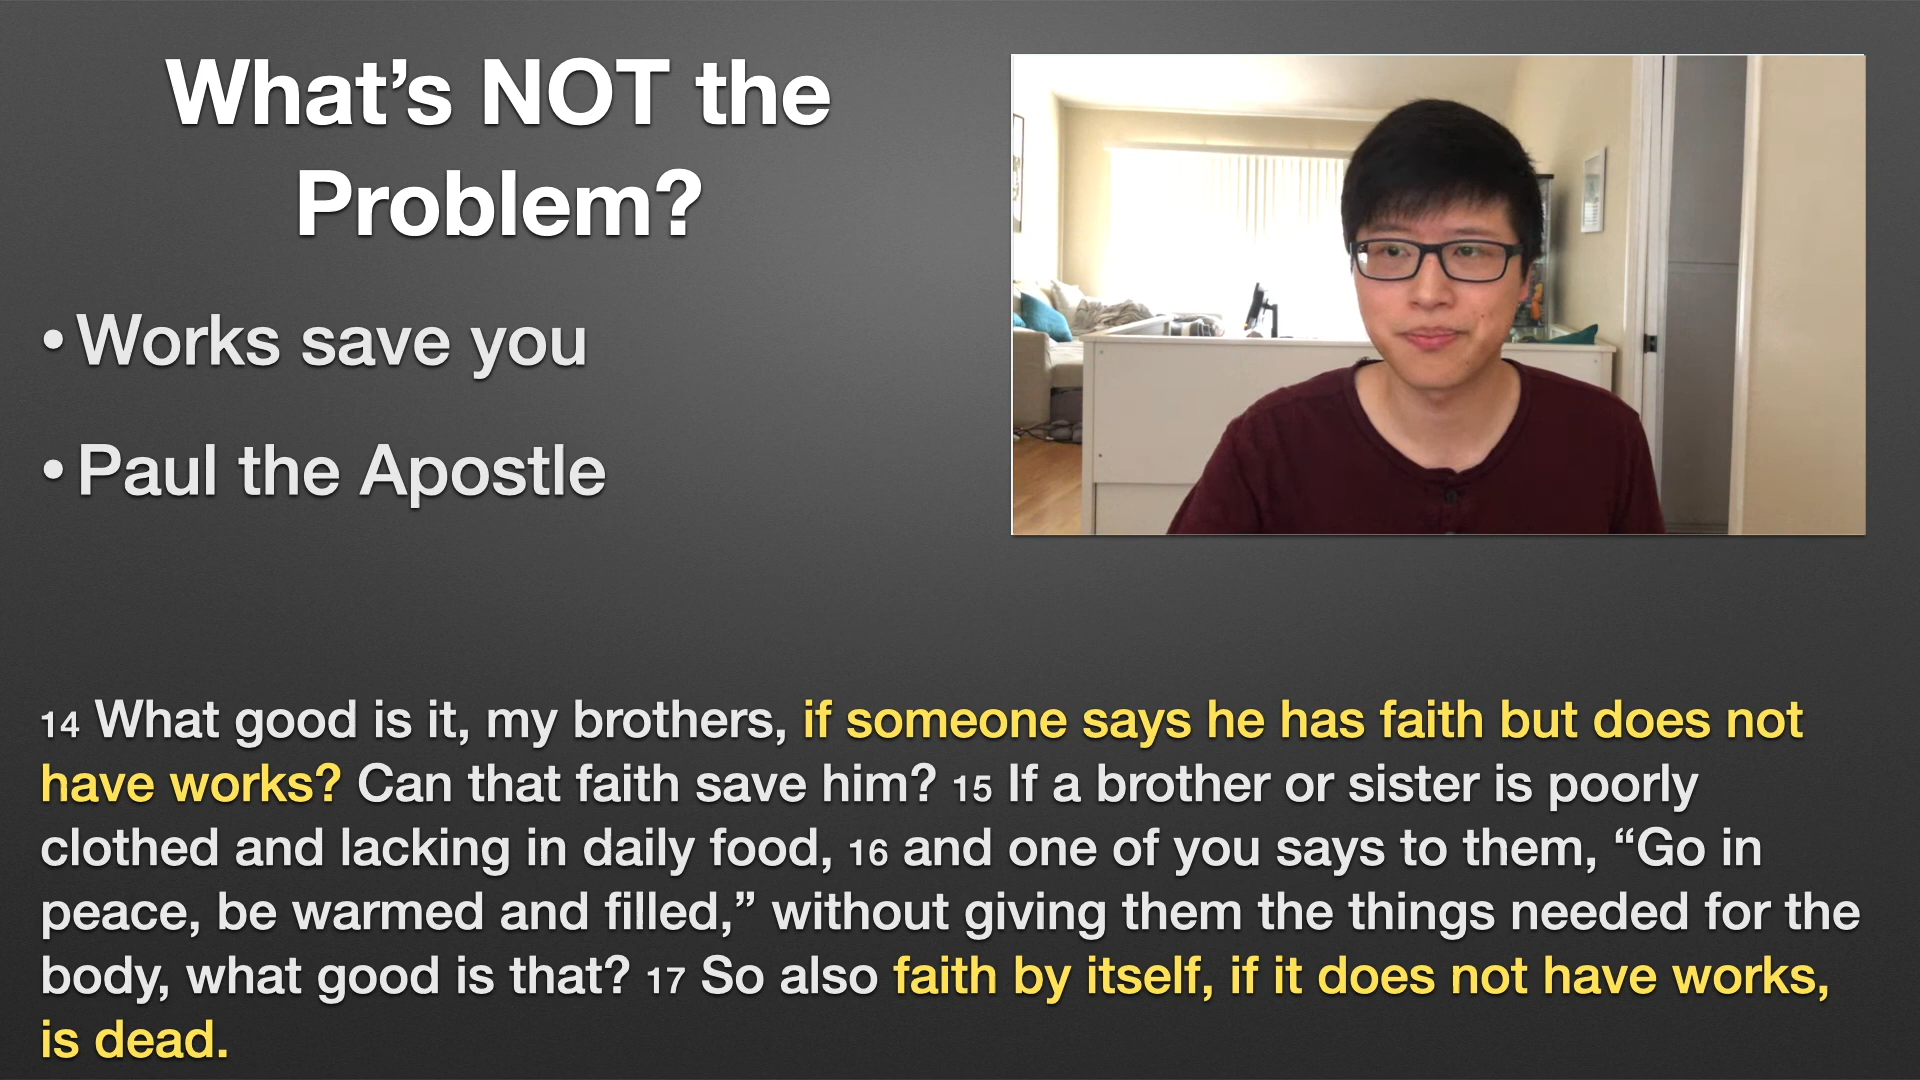 What’s NOT the
Problem?
• Works save you
• Paul the Apostle
14 What good is it, my brothers, if someone says he has faith but does not
have works? Can that faith save him? 15 If a brother or sister is poorly
clothed and lacking in daily food, 16 and one of you says to them, “Go in
peace, be warmed and filled,” without giving them the things needed for the
body, what good is that? 17 So also faith by itself, if it does not have works,
is dead.